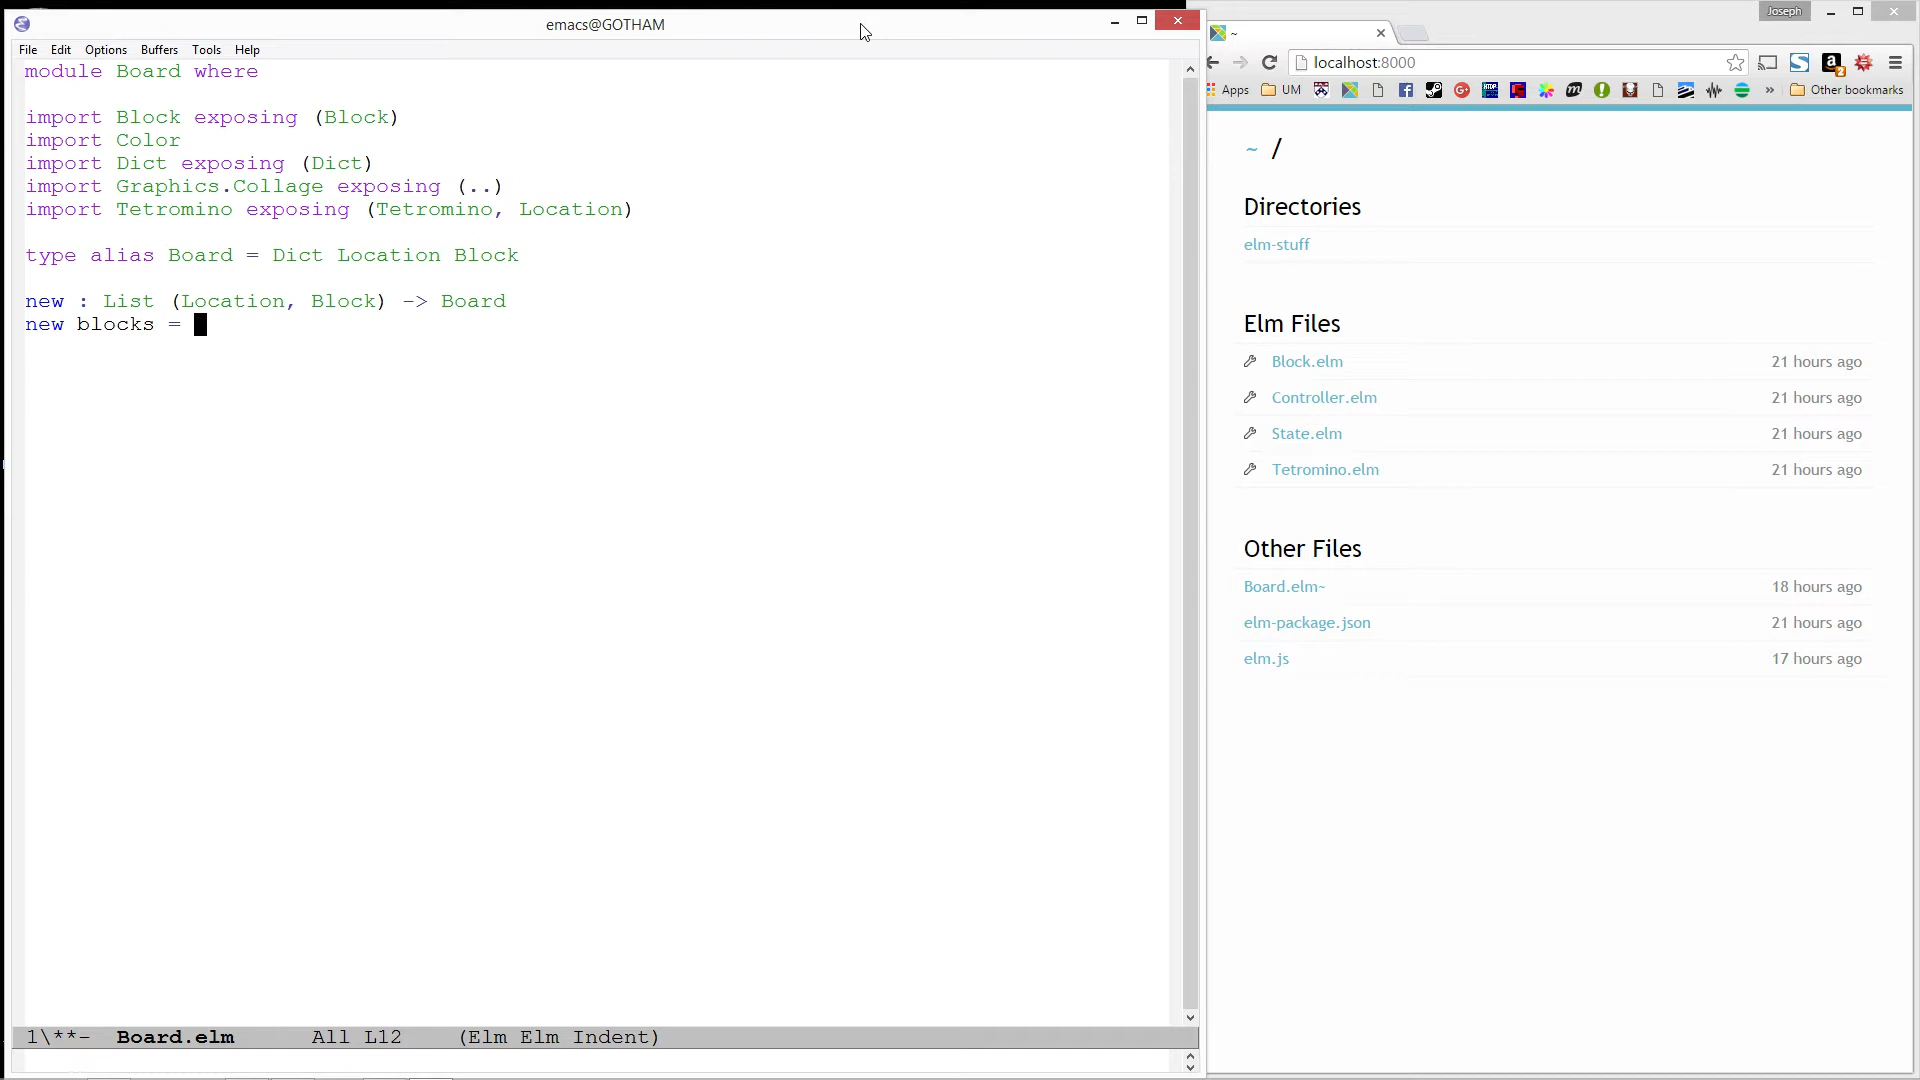 emacs@GOTHAM
File Edit Options Buffers Tools Help
module Board where
import Block exposing (Block)
import Color
import Dict exposing (Dict)
import Graphics.Collage exposing (..)
import Tetromino exposing (Tetromino, Location)
type alias Board = Dict Location Block
new : List (Location, Block) -> Board
new blocks =
1\**-  Board.elm      All L12    (Elm Elm Indent)
Joseph
~
localhost:8000
Apps UM Other bookmarks
~ /
Directories
elm-stuff
Elm Files
Block.elm 21 hours ago
Controller.elm 21 hours ago
State.elm 21 hours ago
Tetromino.elm 21 hours ago
Other Files
Board.elm~ 18 hours ago
elm-package.json 21 hours ago
elm.js 17 hours ago